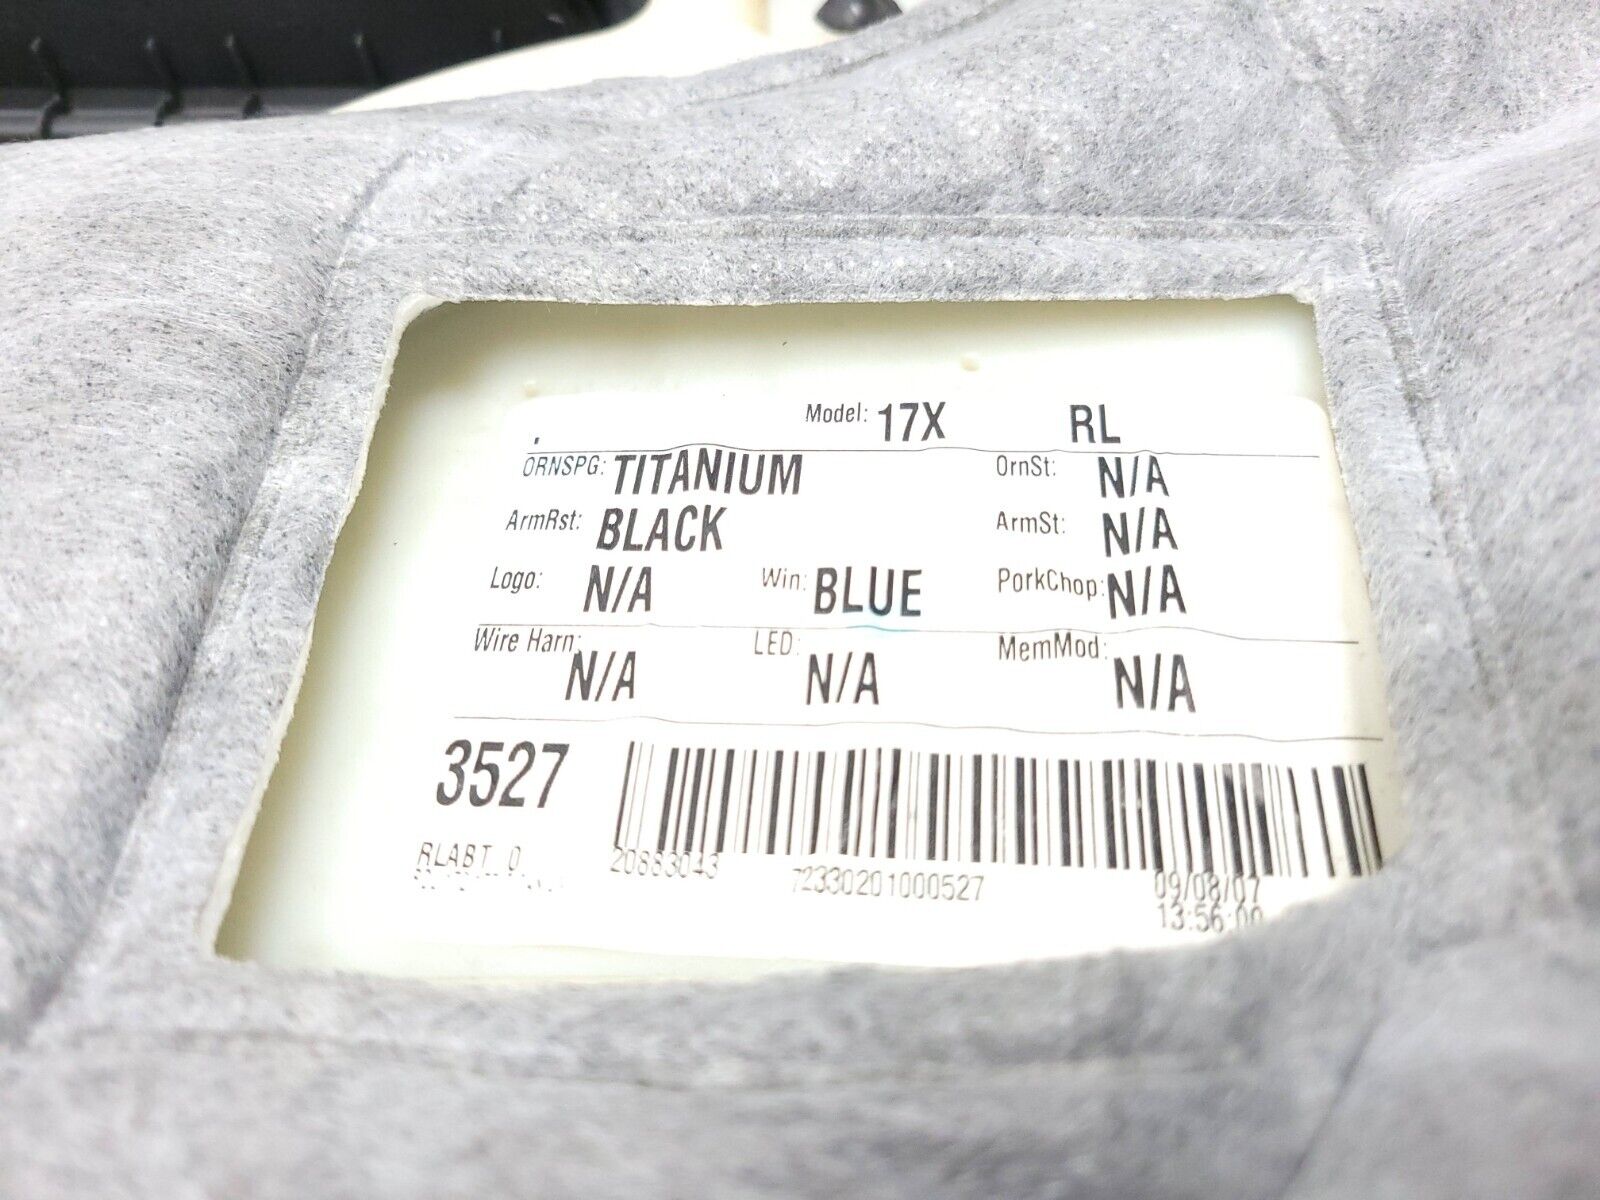 Model: 17X RL
ORNSPG: TITANIUM OrnSt: N/A
ArmRst: BLACK ArmSt: N/A
Logo: N/A Win: BLUE PorkChop: N/A
Wire Harn: N/A LED: N/A MemMod: N/A
3527
RLABT 0 20883043 72330201000527 09/08/07
13:56:00